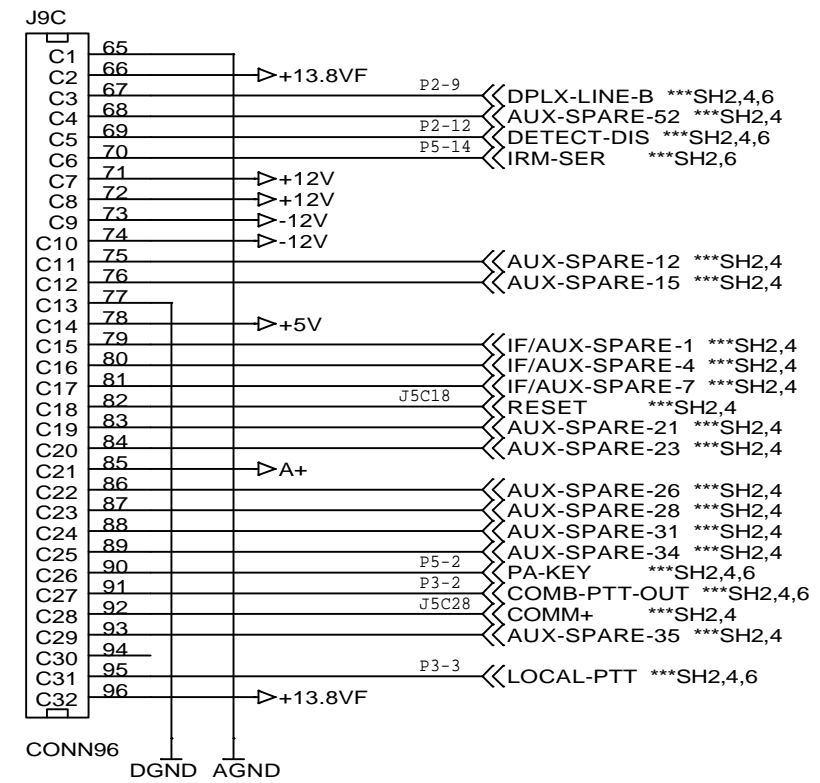 J9C
C1 65
C2 66 +13.8VF
C3 67 P2-9 DPLX-LINE-B ***SH2,4,6
C4 68 AUX-SPARE-52 ***SH2,4
C5 69 P2-12 DETECT-DIS ***SH2,4,6
C6 70 P5-14 IRM-SER ***SH2,6
C7 71 +12V
C8 72 +12V
C9 73 -12V
C10 74 -12V
C11 75 AUX-SPARE-12 ***SH2,4
C12 76 AUX-SPARE-15 ***SH2,4
C13 77
C14 78 +5V
C15 79 IF/AUX-SPARE-1 ***SH2,4
C16 80 IF/AUX-SPARE-4 ***SH2,4
C17 81 IF/AUX-SPARE-7 ***SH2,4
C18 82 J5C18 RESET ***SH2,4
C19 83 AUX-SPARE-21 ***SH2,4
C20 84 AUX-SPARE-23 ***SH2,4
C21 85 A+
C22 86 AUX-SPARE-26 ***SH2,4
C23 87 AUX-SPARE-28 ***SH2,4
C24 88 AUX-SPARE-31 ***SH2,4
C25 89 AUX-SPARE-34 ***SH2,4
C26 90 P5-2 PA-KEY ***SH2,4,6
C27 91 P3-2 COMB-PTT-OUT ***SH2,4,6
C28 92 J5C28 COMM+ ***SH2,4
C29 93 AUX-SPARE-35 ***SH2,4
C30 94
C31 95 P3-3 LOCAL-PTT ***SH2,4,6
C32 96 +13.8VF
CONN96
DGND AGND